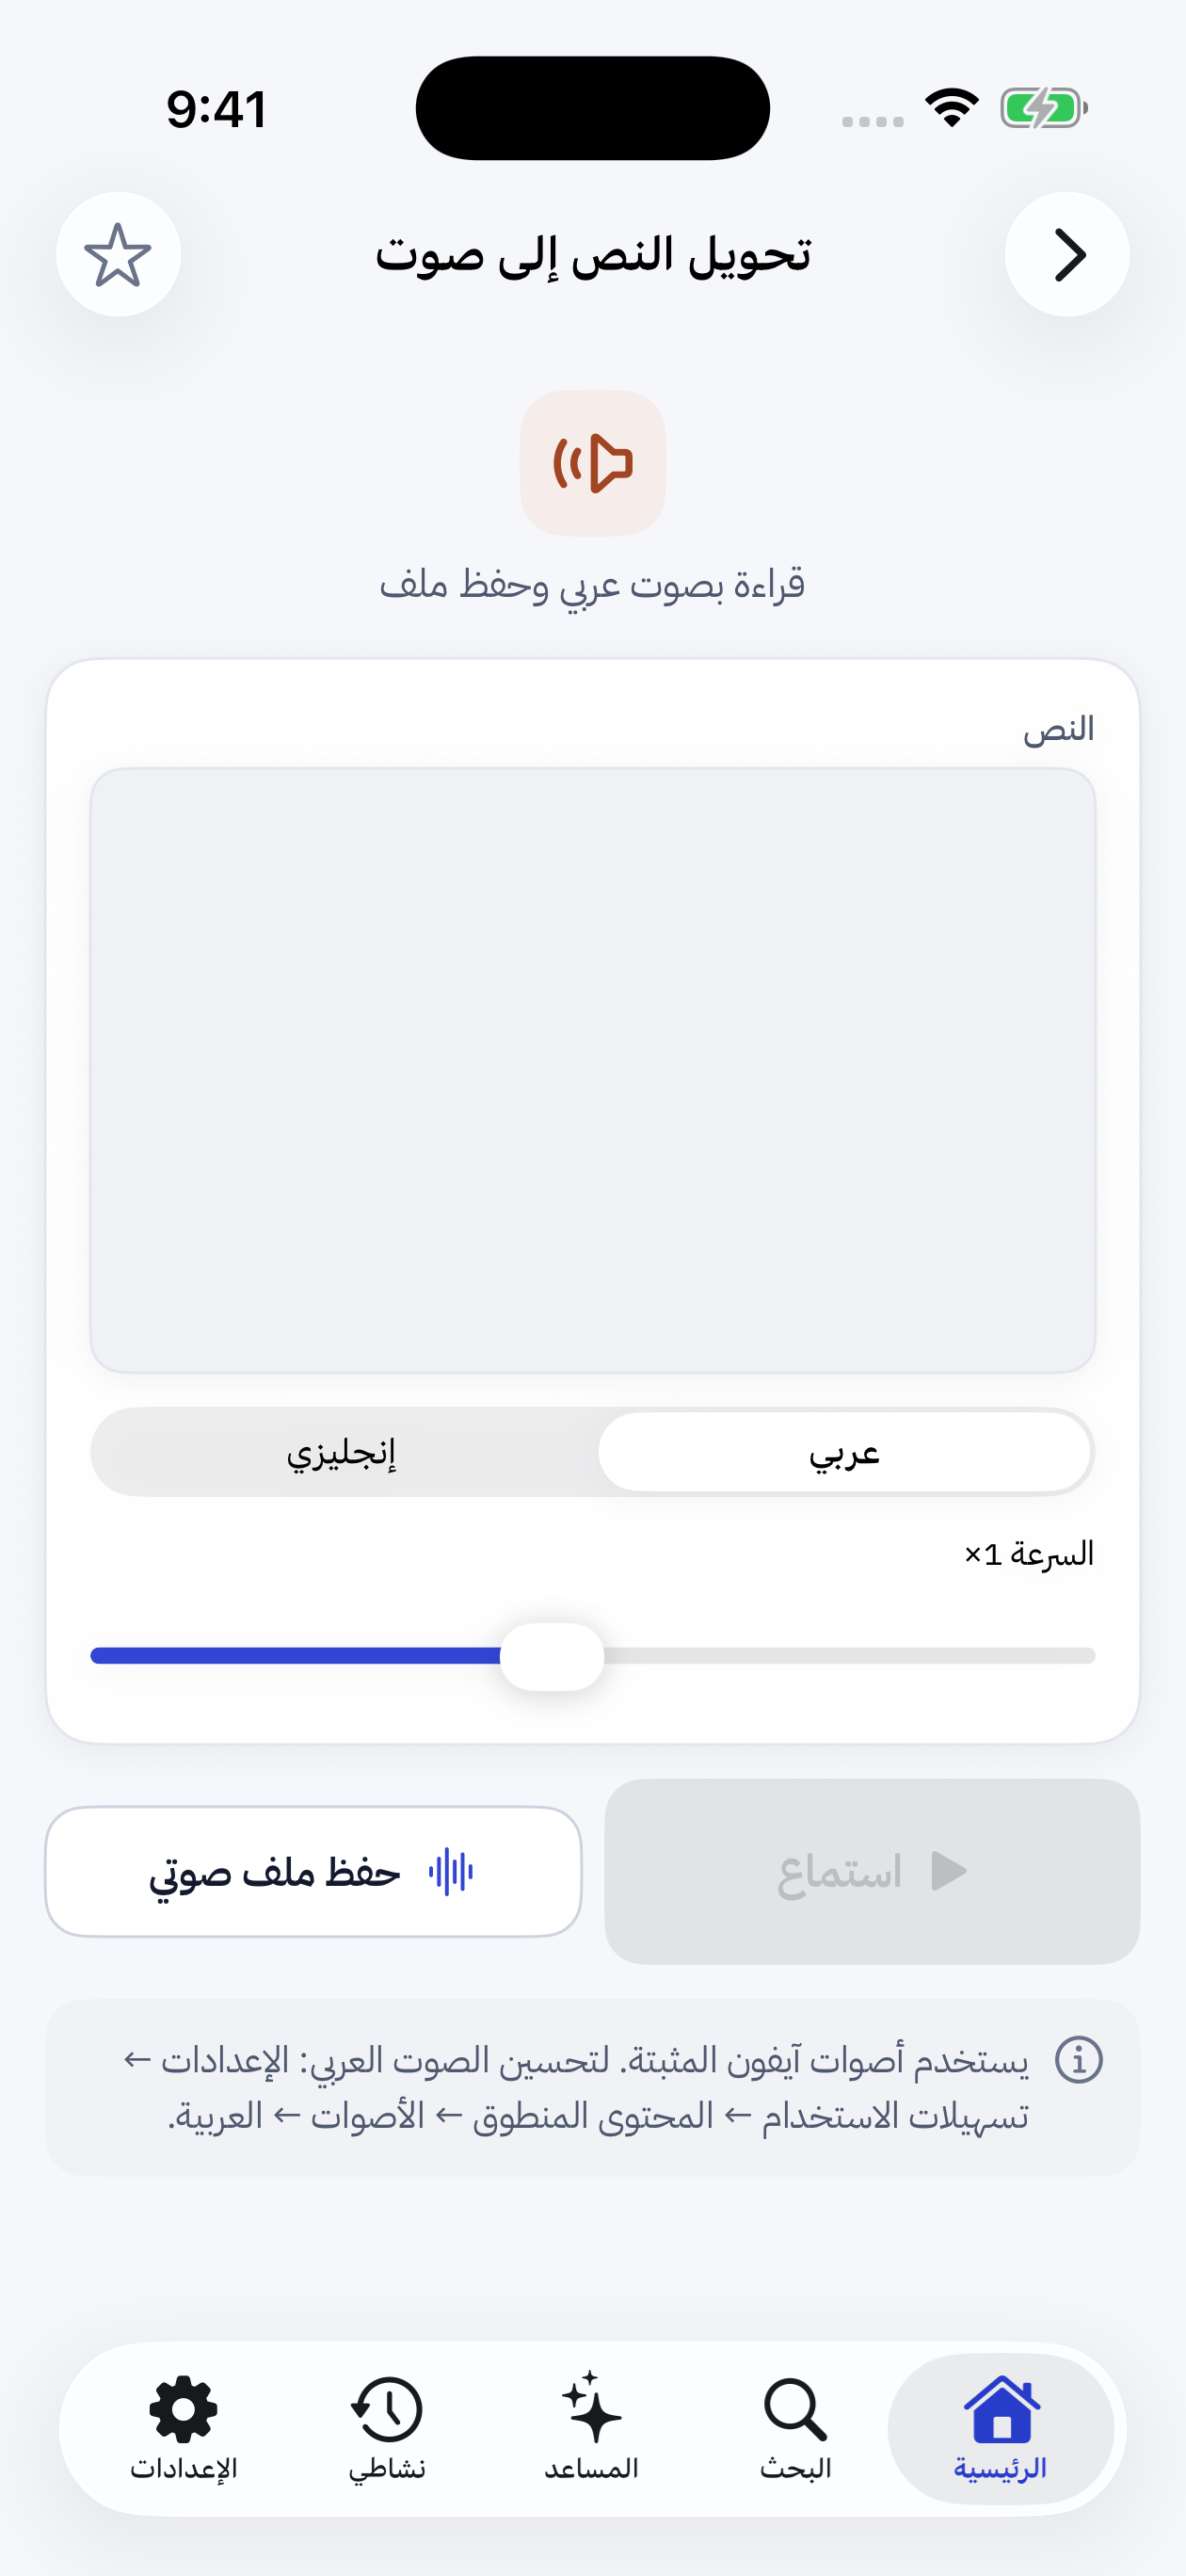 9:41
تحويل النص إلى صوت
قراءة بصوت عربي وحفظ ملف
النص
عربي
إنجليزي
السرعة 1×
استماع
حفظ ملف صوتي
يستخدم أصوات آيفون المثبتة. لتحسين الصوت العربي: الإعدادات ←
تسهيلات الاستخدام ← المحتوى المنطوق ← الأصوات ← العربية.
الرئيسية
البحث
المساعد
نشاطي
الإعدادات